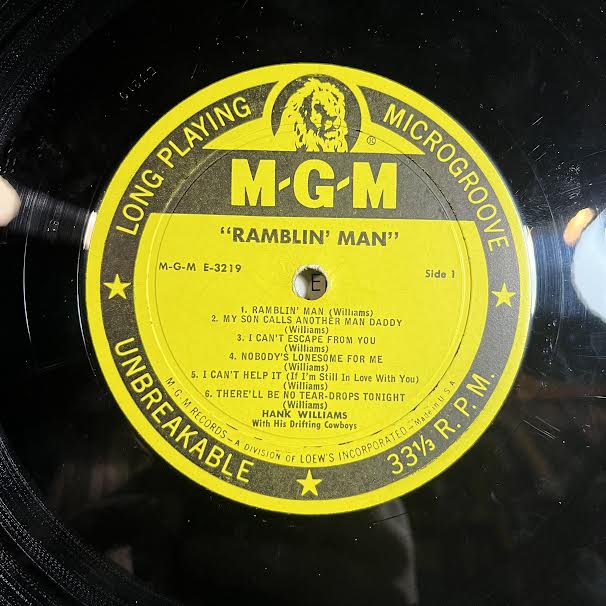 LONG PLAYING
MICROGROOVE
®
M-G-M
"RAMBLIN' MAN"
M-G-M E-3219
Side 1
E
1. RAMBLIN' MAN (Williams)
2. MY SON CALLS ANOTHER MAN DADDY
(Williams)
3. I CAN'T ESCAPE FROM YOU
(Williams)
4. NOBODY'S LONESOME FOR ME
(Williams)
5. I CAN'T HELP IT (If I'm Still In Love With You)
(Williams)
6. THERE'LL BE NO TEAR-DROPS TONIGHT
(Williams)
HANK WILLIAMS
With His Drifting Cowboys
M-G-M RECORDS—A DIVISION OF LOEW'S INCORPORATED—Made in U.S.A.
UNBREAKABLE
33⅓ R.P.M.